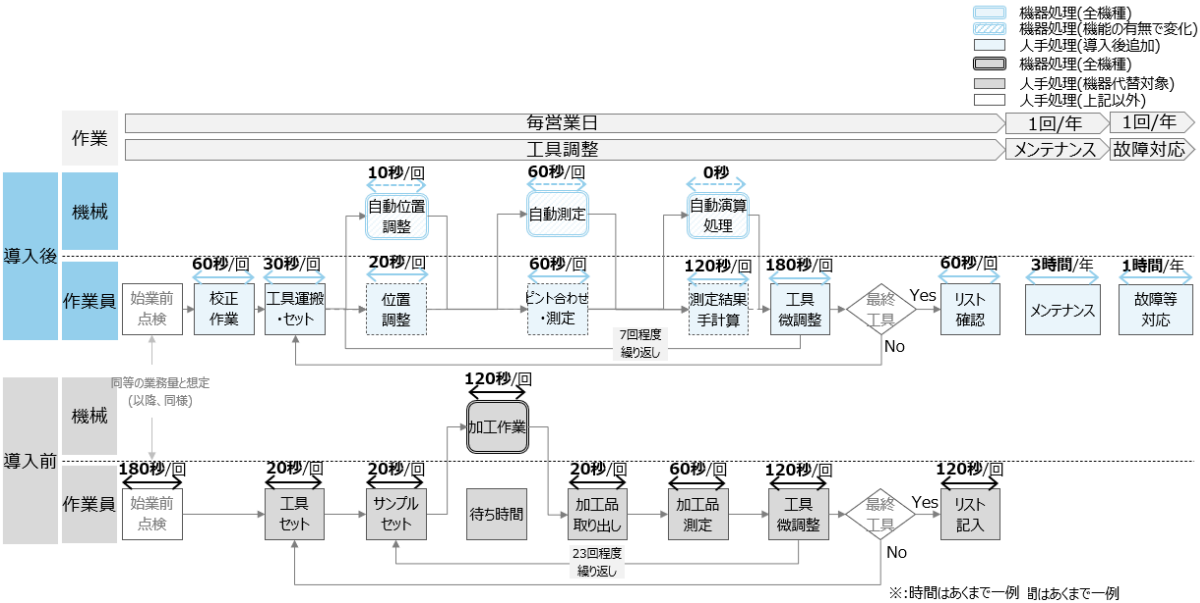 機器処理(全機種)
機器処理(機能の有無で変化)
人手処理(導入後追加)
機器処理(全機種)
人手処理(機器代替対象)
人手処理(上記以外)
作業
毎営業日
1回/年
1回/年
工具調整
メンテナンス
故障対応
導入後
機械
10秒/回
自動位置
調整
60秒/回
自動測定
0秒
自動演算
処理
作業員
始業前
点検
60秒/回
校正
作業
30秒/回
工具運搬
・セット
20秒/回
位置
調整
60秒/回
ピント合わせ
・測定
120秒/回
測定結果
手計算
180秒/回
工具
微調整
最終
工具
Yes
No
60秒/回
リスト
確認
3時間/年
メンテナンス
1時間/年
故障等
対応
7回程度
繰り返し
同等の業務量と想定
(以降、同様)
導入前
機械
120秒/回
加工作業
作業員
180秒/回
始業前
点検
20秒/回
工具
セット
20秒/回
サンプル
セット
待ち時間
20秒/回
加工品
取り出し
60秒/回
加工品
測定
120秒/回
工具
微調整
最終
工具
Yes
No
120秒/回
リスト
記入
23回程度
繰り返し
※:時間はあくまで一例
間はあくまで一例